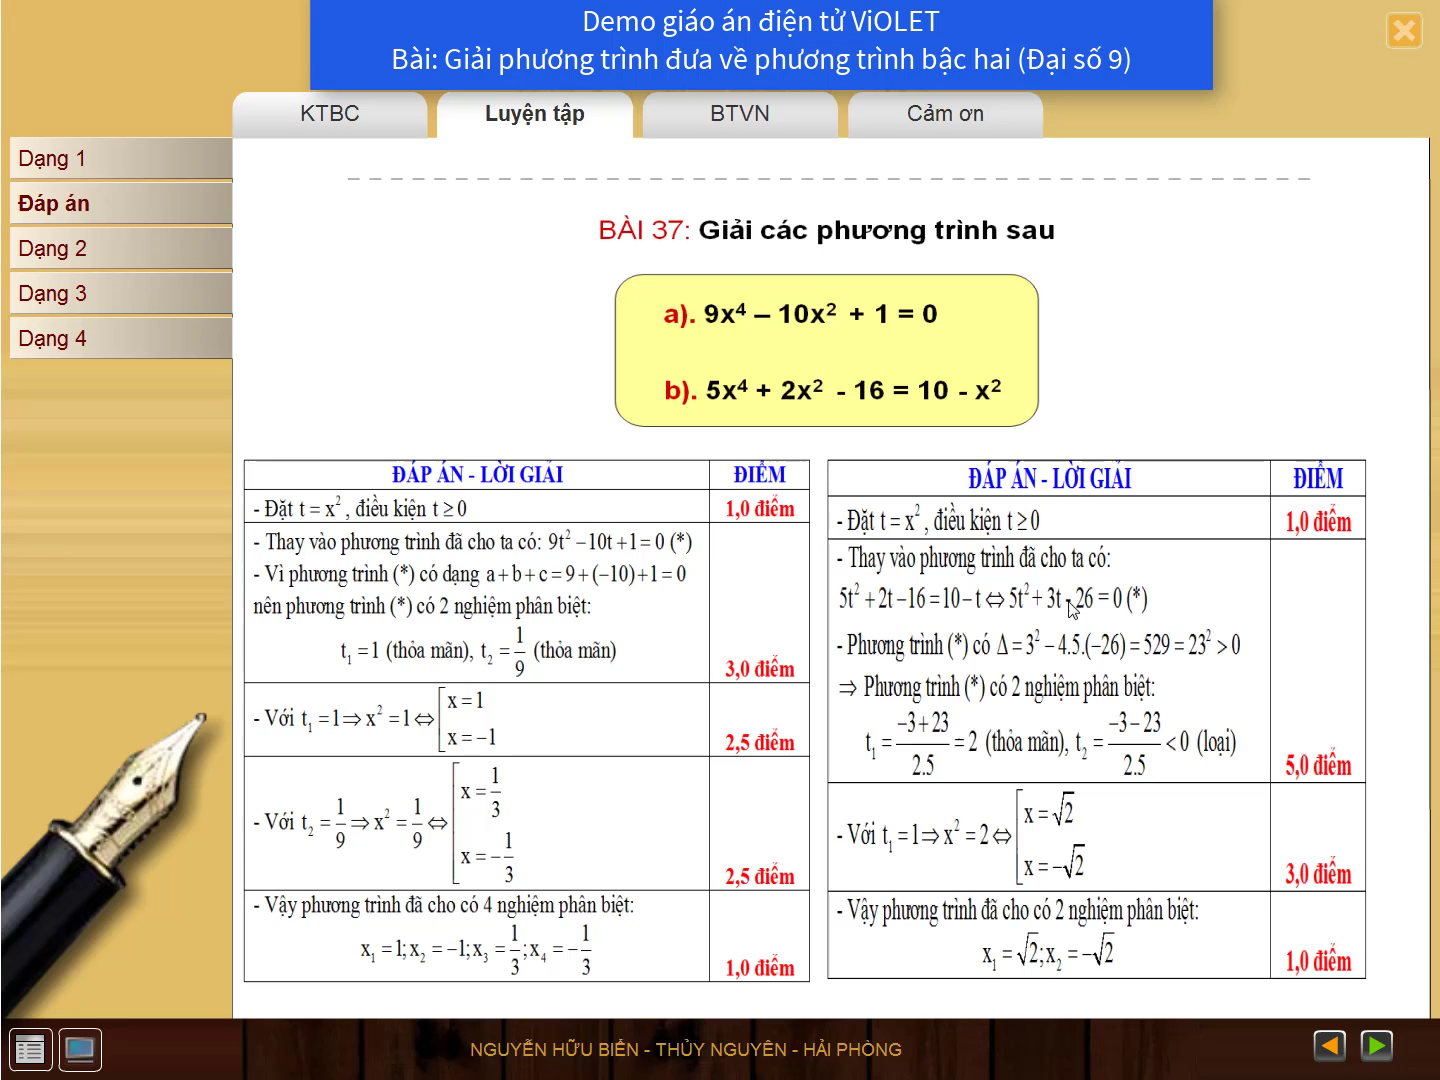 Demo giáo án điện tử ViOLET
Bài: Giải phương trình đưa về phương trình bậc hai (Đại số 9)
KTBC
Luyện tập
BTVN
Cảm ơn
Dạng 1
Đáp án
Dạng 2
Dạng 3
Dạng 4
BÀI 37: Giải các phương trình sau
a). 9x⁴ – 10x² + 1 = 0
b). 5x⁴ + 2x² - 16 = 10 - x²
ĐÁP ÁN - LỜI GIẢI ĐIỂM
- Đặt t = x², điều kiện t ≥ 0 1,0 điểm
- Thay vào phương trình đã cho ta có: 9t² − 10t + 1 = 0 (*)
- Vì phương trình (*) có dạng a + b + c = 9 + (−10) + 1 = 0
nên phương trình (*) có 2 nghiệm phân biệt:
t₁ = 1 (thỏa mãn), t₂ = 1/9 (thỏa mãn) 3,0 điểm
- Với t₁ = 1 ⇒ x² = 1 ⇔ [ x = 1
x = −1 2,5 điểm
- Với t₂ = 1/9 ⇒ x² = 1/9 ⇔ [ x = 1/3
x = −1/3 2,5 điểm
- Vậy phương trình đã cho có 4 nghiệm phân biệt:
x₁ = 1; x₂ = −1; x₃ = 1/3; x₄ = −1/3 1,0 điểm
ĐÁP ÁN - LỜI GIẢI ĐIỂM
- Đặt t = x², điều kiện t ≥ 0 1,0 điểm
- Thay vào phương trình đã cho ta có:
5t² + 2t − 16 = 10 − t ⇔ 5t² + 3t - 26 = 0 (*)
- Phương trình (*) có Δ = 3² − 4.5.(−26) = 529 = 23² > 0
⇒ Phương trình (*) có 2 nghiệm phân biệt:
t₁ = (−3 + 23)/2.5 = 2 (thỏa mãn), t₂ = (−3 − 23)/2.5 < 0 (loại) 5,0 điểm
- Với t₁ = 1 ⇒ x² = 2 ⇔ [ x = √2
x = −√2 3,0 điểm
- Vậy phương trình đã cho có 2 nghiệm phân biệt:
x₁ = √2; x₂ = −√2 1,0 điểm
NGUYỄN HỮU BIỂN - THỦY NGUYÊN - HẢI PHÒNG